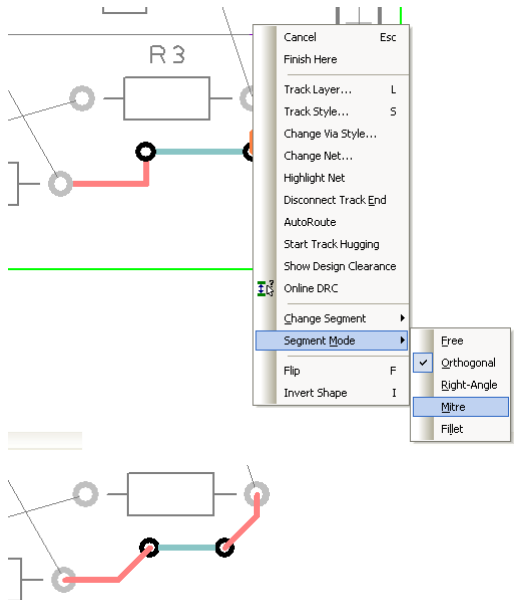 R3
Cancel Esc
Finish Here
Track Layer... L
Track Style... S
Change Via Style...
Change Net...
Highlight Net
Disconnect Track End
AutoRoute
Start Track Hugging
Show Design Clearance
Online DRC
Change Segment
Segment Mode
Free
Orthogonal
Flip F
Right-Angle
Invert Shape I
Mitre
Fillet